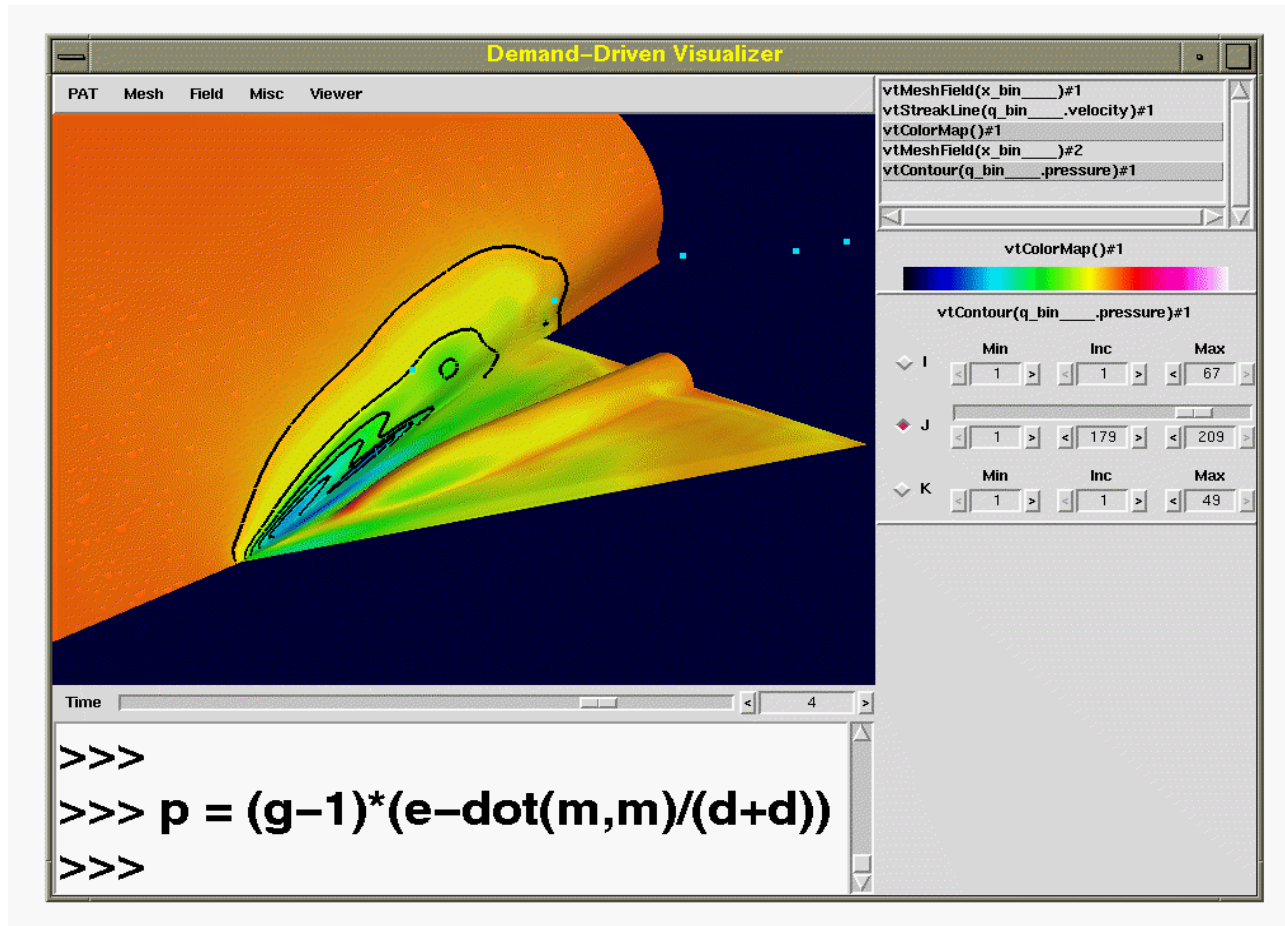 Demand–Driven Visualizer
PAT Mesh Field Misc Viewer
vtMeshField(x_bin____)#1
vtStreakLine(q_bin____.velocity)#1
vtColorMap()#1
vtMeshField(x_bin____)#2
vtContour(q_bin____.pressure)#1
vtColorMap()#1
vtContour(q_bin____.pressure)#1
Min Inc Max
I < 1 > < 1 > < 67 >
J < 1 > < 179 > < 209 >
Min Inc Max
K < 1 > < 1 > < 49 >
Time < 4 >
>>>
>>> p = (g–1)*(e–dot(m,m)/(d+d))
>>>